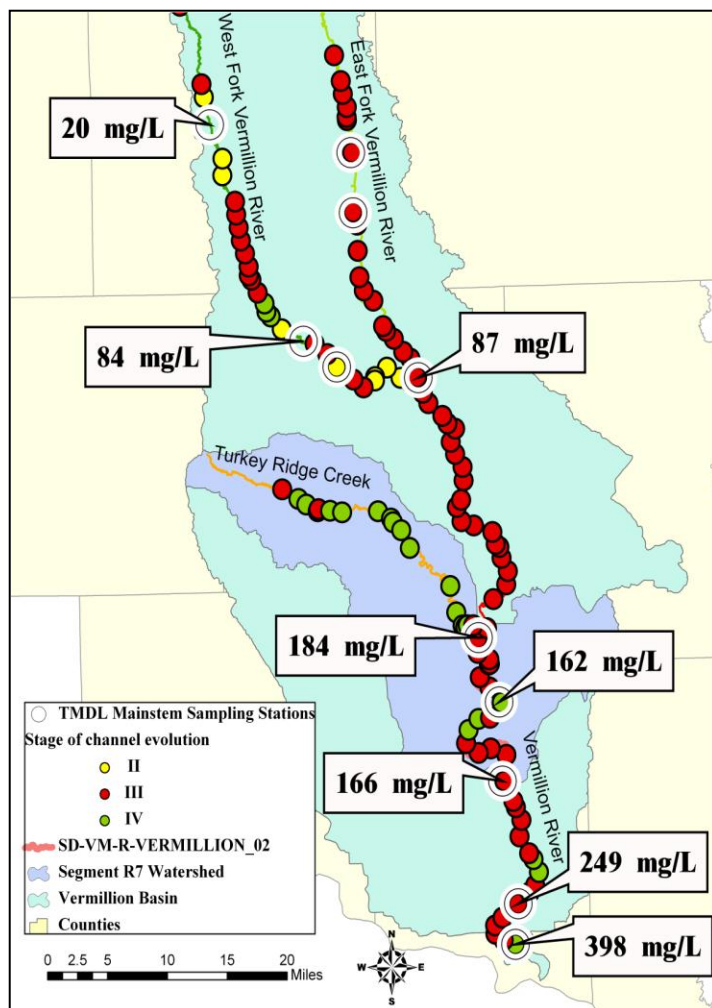 West Fork Vermillion River
East Fork Vermillion River
20 mg/L
84 mg/L
87 mg/L
Turkey Ridge Creek
184 mg/L
162 mg/L
166 mg/L
Vermillion River
249 mg/L
398 mg/L
TMDL Mainstem Sampling Stations
Stage of channel evolution
II
III
IV
SD-VM-R-VERMILLION_02
Segment R7 Watershed
Vermillion Basin
Counties
0 2.5 5 10 15 20
Miles
N
W E
S